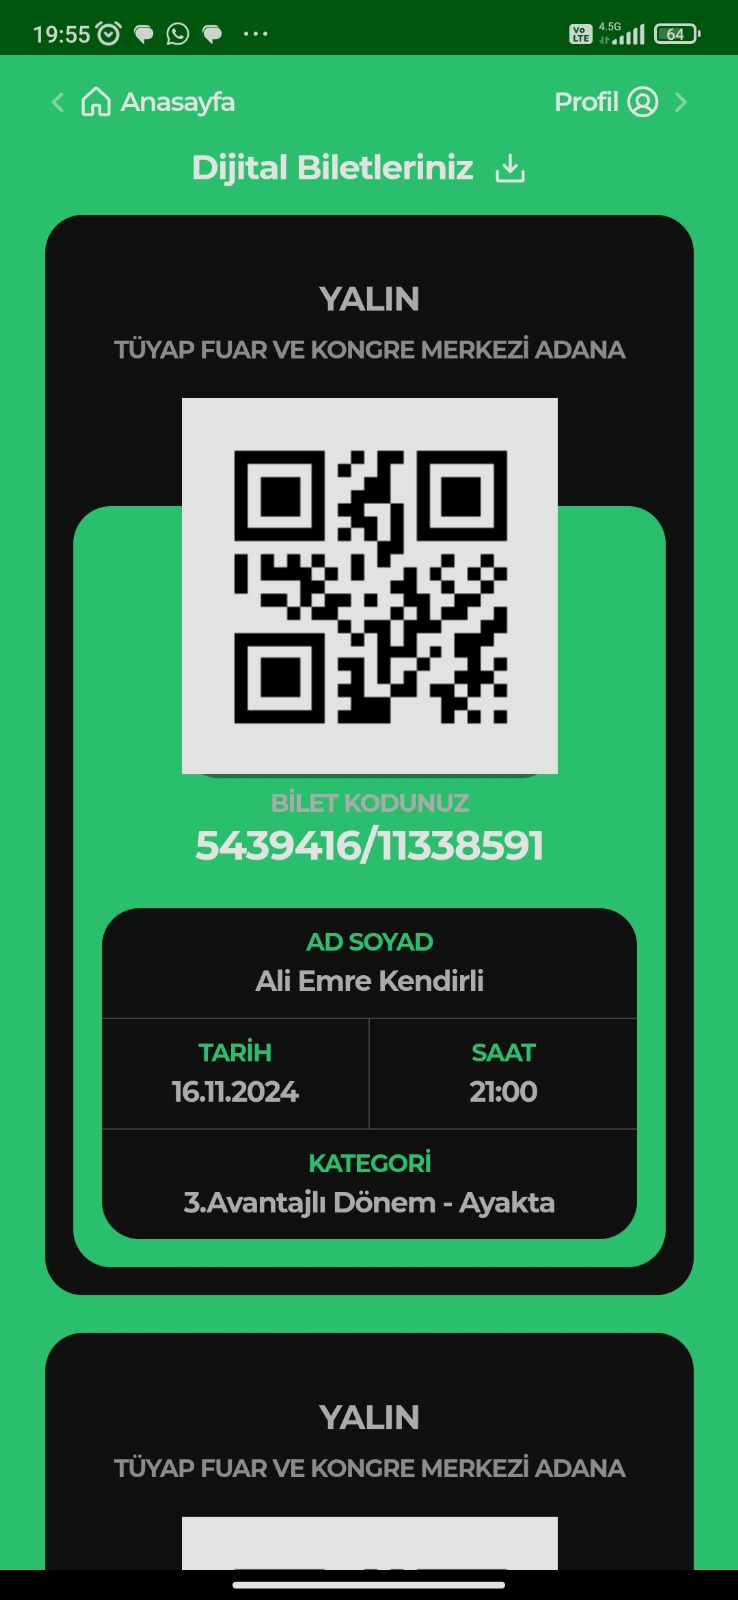 19:55
Vo LTE 4.5G 64
Anasayfa Profil
Dijital Biletleriniz
YALIN
TÜYAP FUAR VE KONGRE MERKEZİ ADANA
BİLET KODUNUZ
5439416/11338591
AD SOYAD
Ali Emre Kendirli
TARİH SAAT
16.11.2024 21:00
KATEGORİ
3.Avantajlı Dönem - Ayakta
YALIN
TÜYAP FUAR VE KONGRE MERKEZİ ADANA